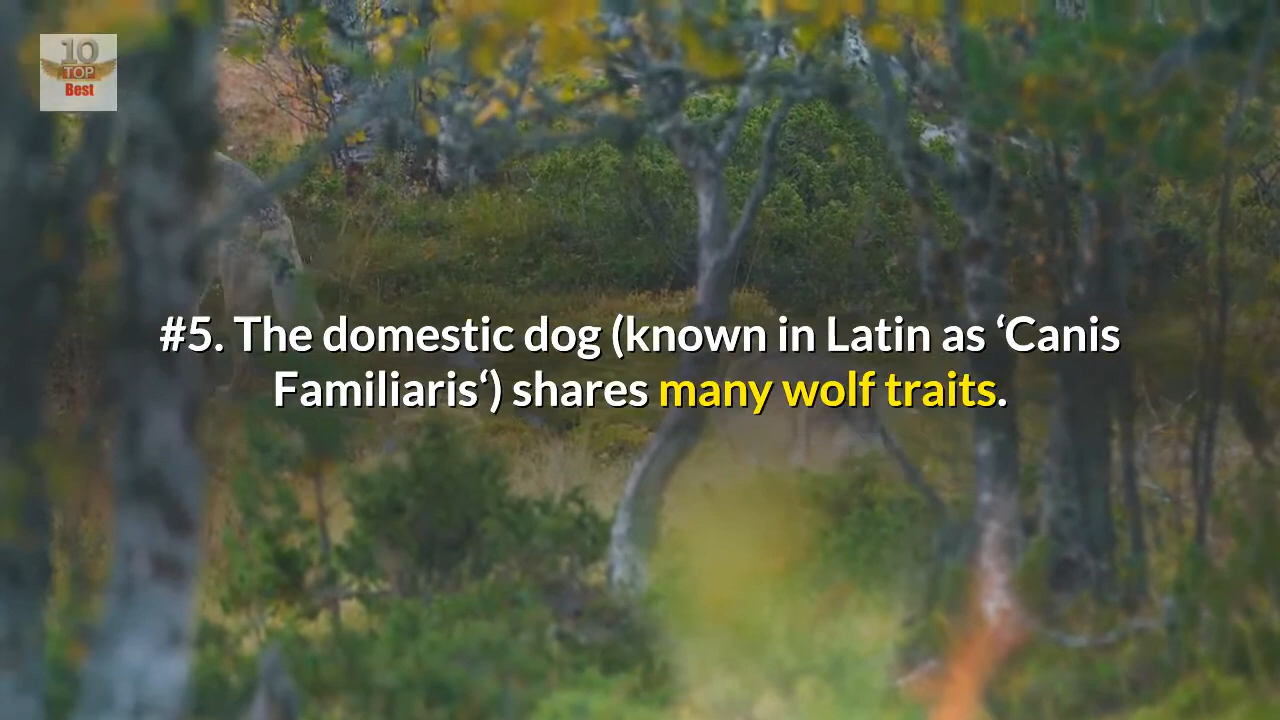 10
TOP
Best
#5. The domestic dog (known in Latin as ‘Canis
Familiaris‘) shares many wolf traits.